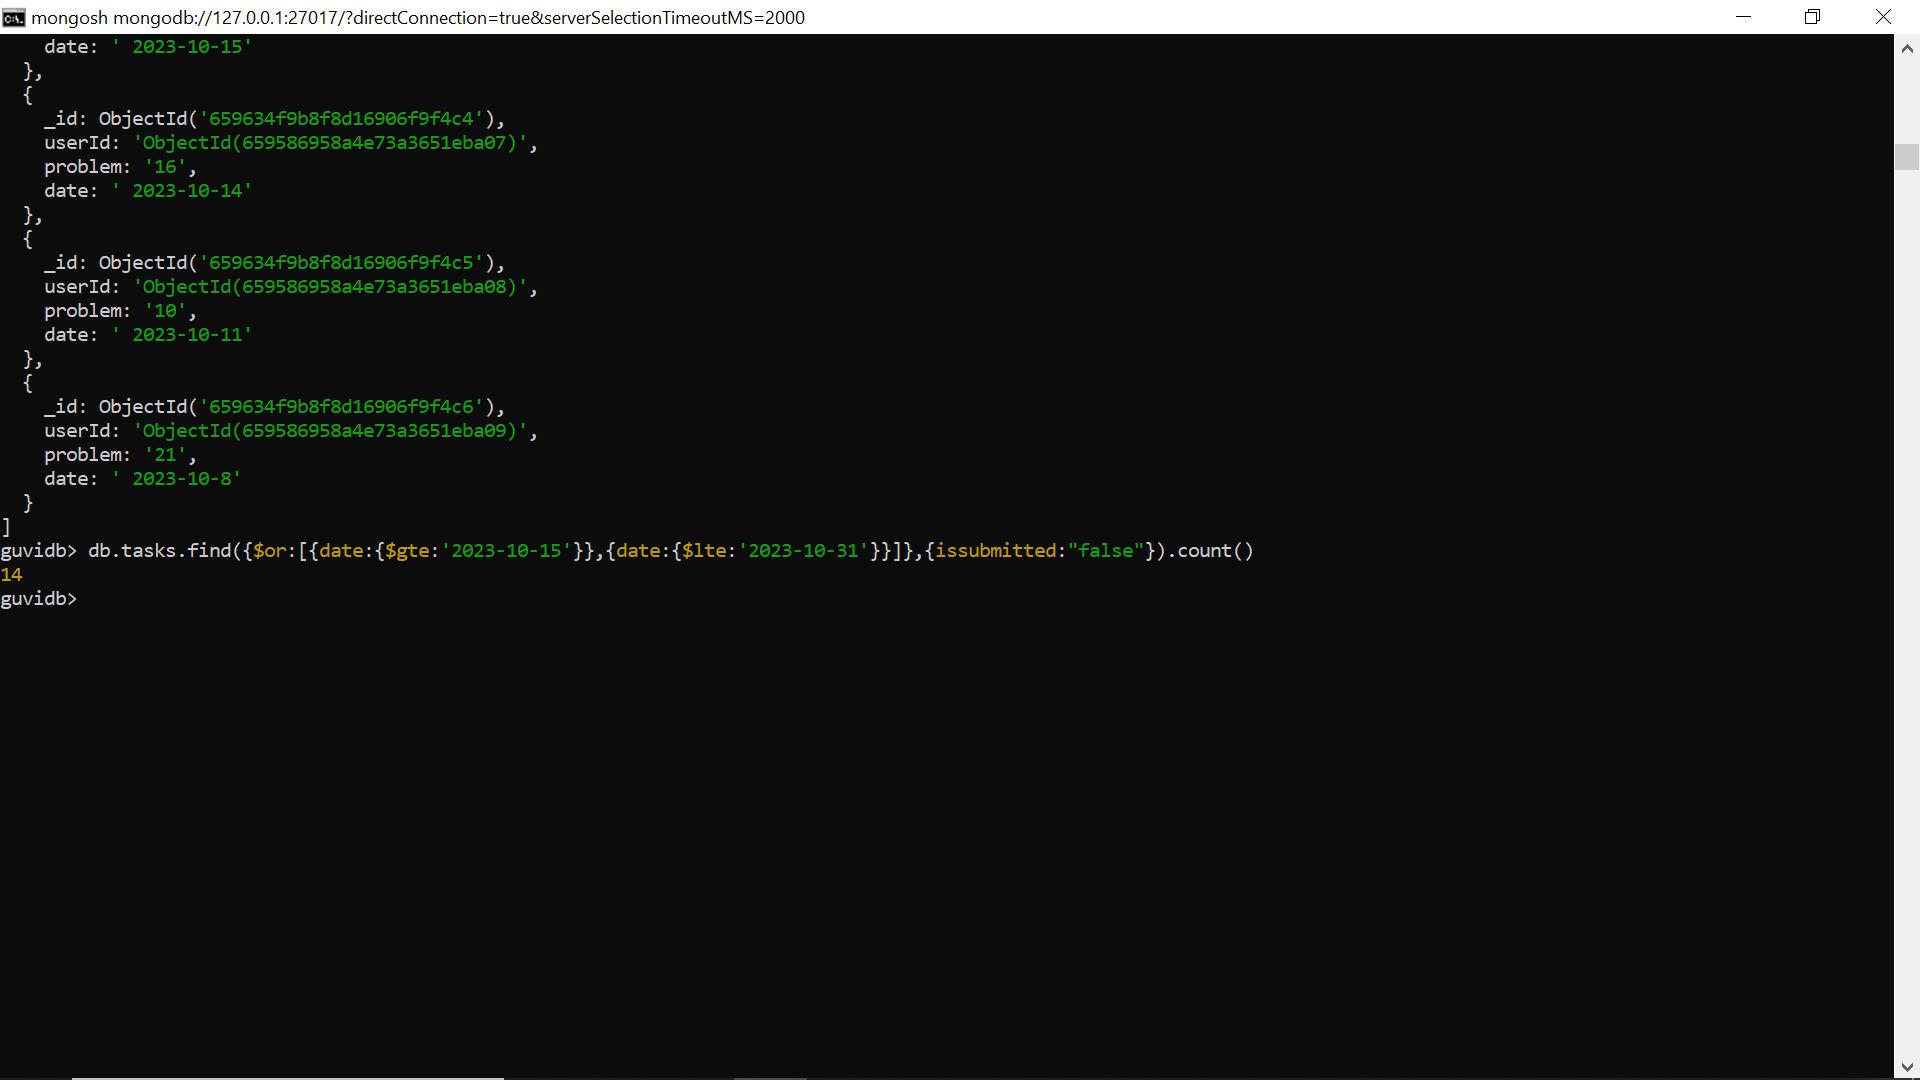 mongosh mongodb://127.0.0.1:27017/?directConnection=true&serverSelectionTimeoutMS=2000
    date: ' 2023-10-15'
  },
  {
    _id: ObjectId('659634f9b8f8d16906f9f4c4'),
    userId: 'ObjectId(659586958a4e73a3651eba07)',
    problem: '16',
    date: ' 2023-10-14'
  },
  {
    _id: ObjectId('659634f9b8f8d16906f9f4c5'),
    userId: 'ObjectId(659586958a4e73a3651eba08)',
    problem: '10',
    date: ' 2023-10-11'
  },
  {
    _id: ObjectId('659634f9b8f8d16906f9f4c6'),
    userId: 'ObjectId(659586958a4e73a3651eba09)',
    problem: '21',
    date: ' 2023-10-8'
  }
]
guvidb> db.tasks.find({$or:[{date:{$gte:'2023-10-15'}},{date:{$lte:'2023-10-31'}}]},{issubmitted:"false"}).count()
14
guvidb>